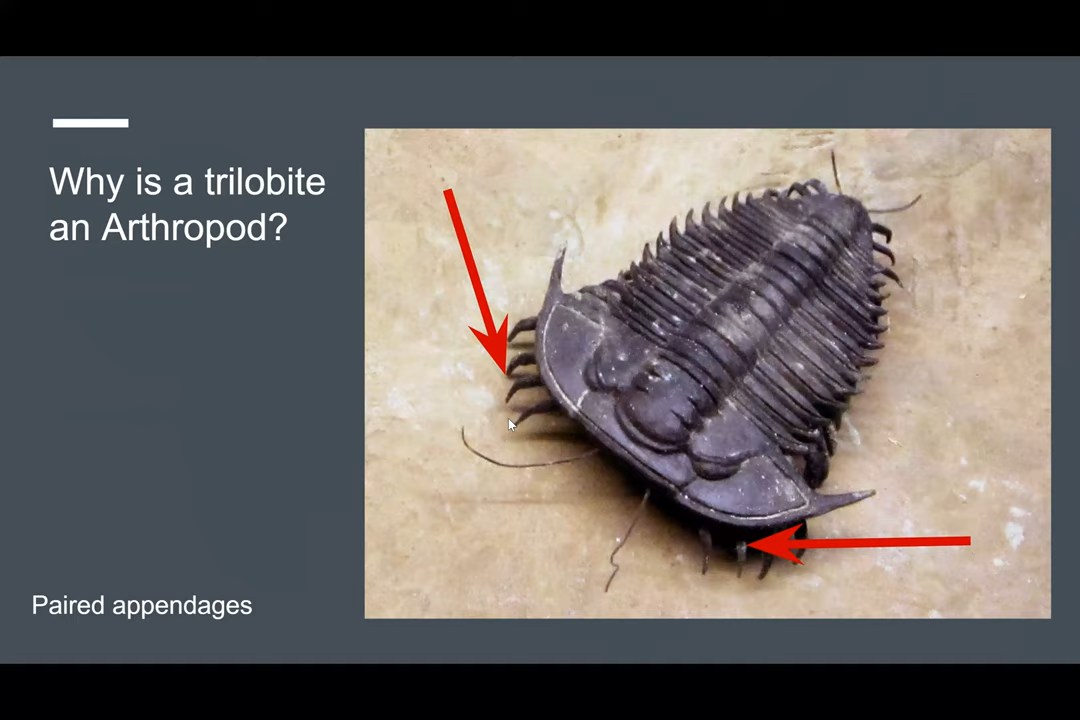 Why is a trilobite
an Arthropod?
Paired appendages